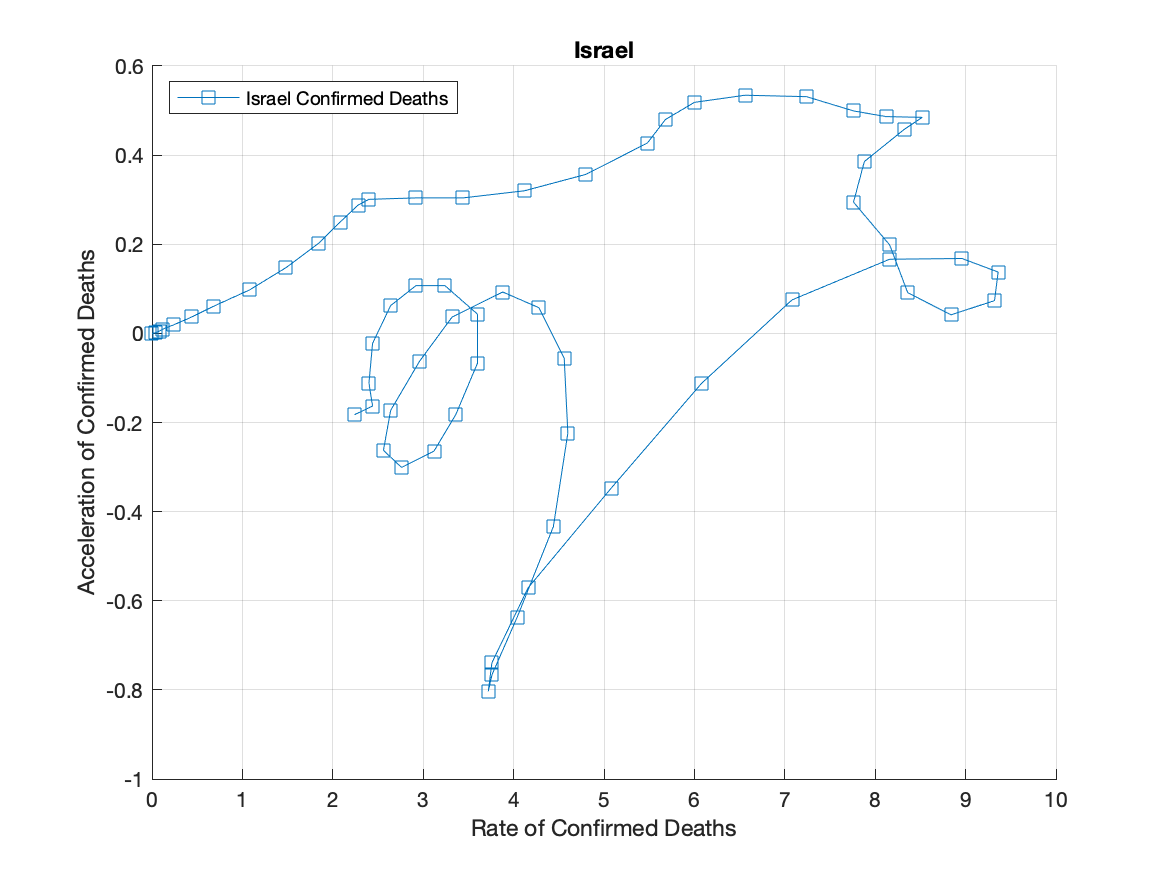 Israel
Israel Confirmed Deaths
0.6
0.4
0.2
0
-0.2
-0.4
-0.6
-0.8
-1
Acceleration of Confirmed Deaths
0 1 2 3 4 5 6 7 8 9 10
Rate of Confirmed Deaths